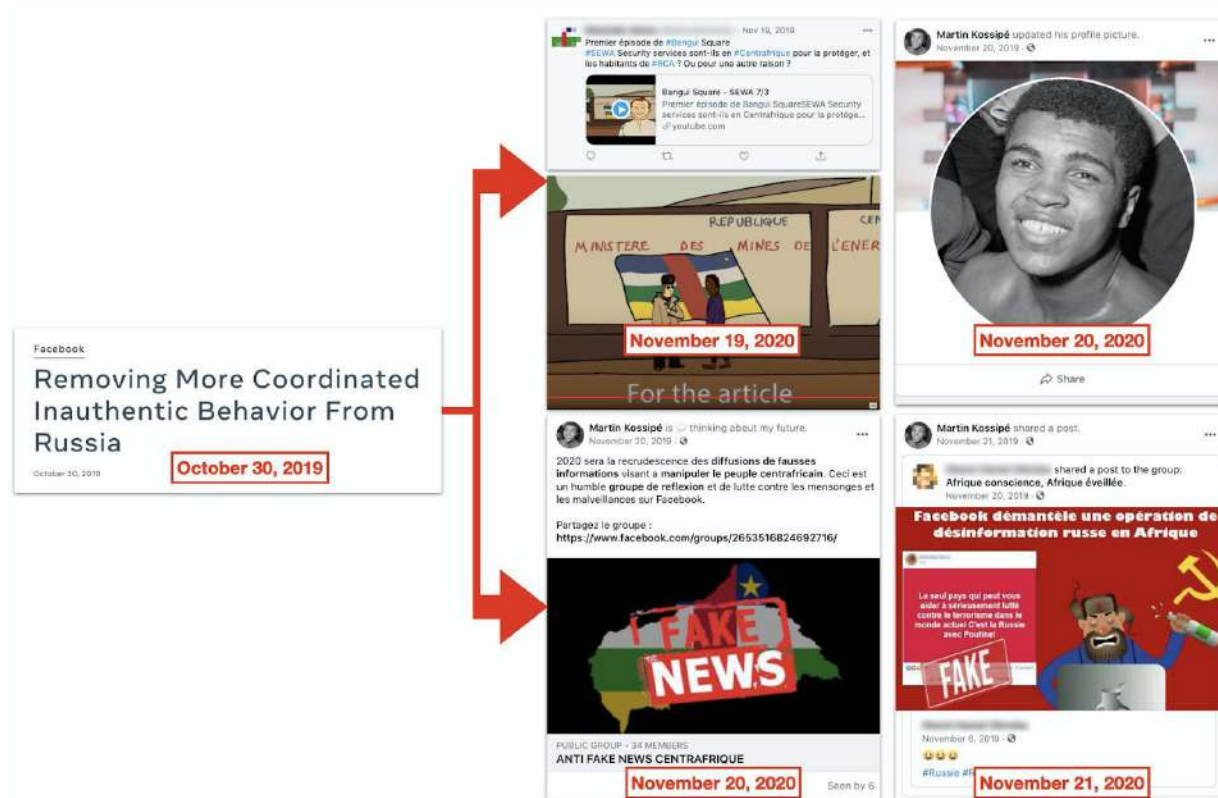 Facebook
Removing More Coordinated
Inauthentic Behavior From
Russia
October 30, 2019
October 30, 2019
Nov 19, 2019
Premier épisode de #Bangui Square
#SEWA Security services sont-ils en #Centrafrique pour la protéger, et
les habitants de #RCA ? Ou pour une autre raison ?
Bangui Square - SEWA 7/3
Premier épisode de Bangui SquareSEWA Security
services sont-ils en Centrafrique pour la protége...
youtube.com
REPUBLIQUE CEN
MINISTERE DES MINES DE L'ENER
November 19, 2020
For the article
Martin Kossipé updated his profile picture.
November 20, 2019
November 20, 2020
Share
Martin Kossipé is thinking about my future.
November 20, 2019
2020 sera la recrudescence des diffusions de fausses
informations visant a manipuler le peuple centrafricain. Ceci est
un humble groupe de reflexion et de lutte contre les mensonges et
les malveillances sur Facebook.
Partagez le groupe :
https://www.facebook.com/groups/2653516824692716/
FAKE
NEWS
PUBLIC GROUP · 34 MEMBERS
ANTI FAKE NEWS CENTRAFRIQUE
November 20, 2020
Seen by 6
Martin Kossipé shared a post.
November 21, 2019
shared a post to the group:
Afrique conscience, Afrique éveillée.
November 20, 2019
Facebook démantèle une opération de
désinformation russe en Afrique
Le seul pays qui peut vous
aider à sérieusement lutté
contre le terrorisme dans le
monde actuel C'est la Russie
avec Poutine!
FAKE
November 6, 2019
#Russie
November 21, 2020